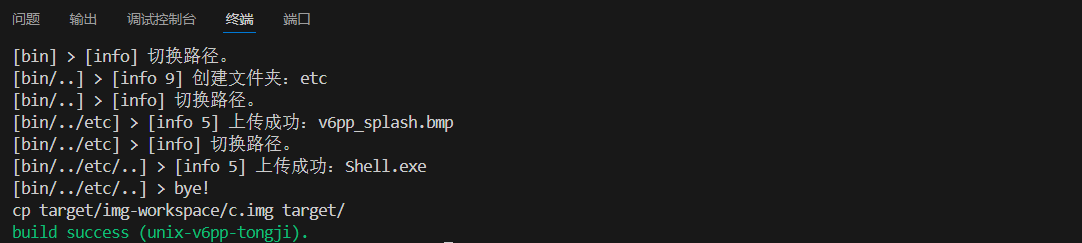 问题 输出 调试控制台 终端 端口
[bin] > [info] 切换路径。
[bin/..] > [info 9] 创建文件夹：etc
[bin/..] > [info] 切换路径。
[bin/../etc] > [info 5] 上传成功：v6pp_splash.bmp
[bin/../etc] > [info] 切换路径。
[bin/../etc/..] > [info 5] 上传成功：Shell.exe
[bin/../etc/..] > bye!
cp target/img-workspace/c.img target/
build success (unix-v6pp-tongji).